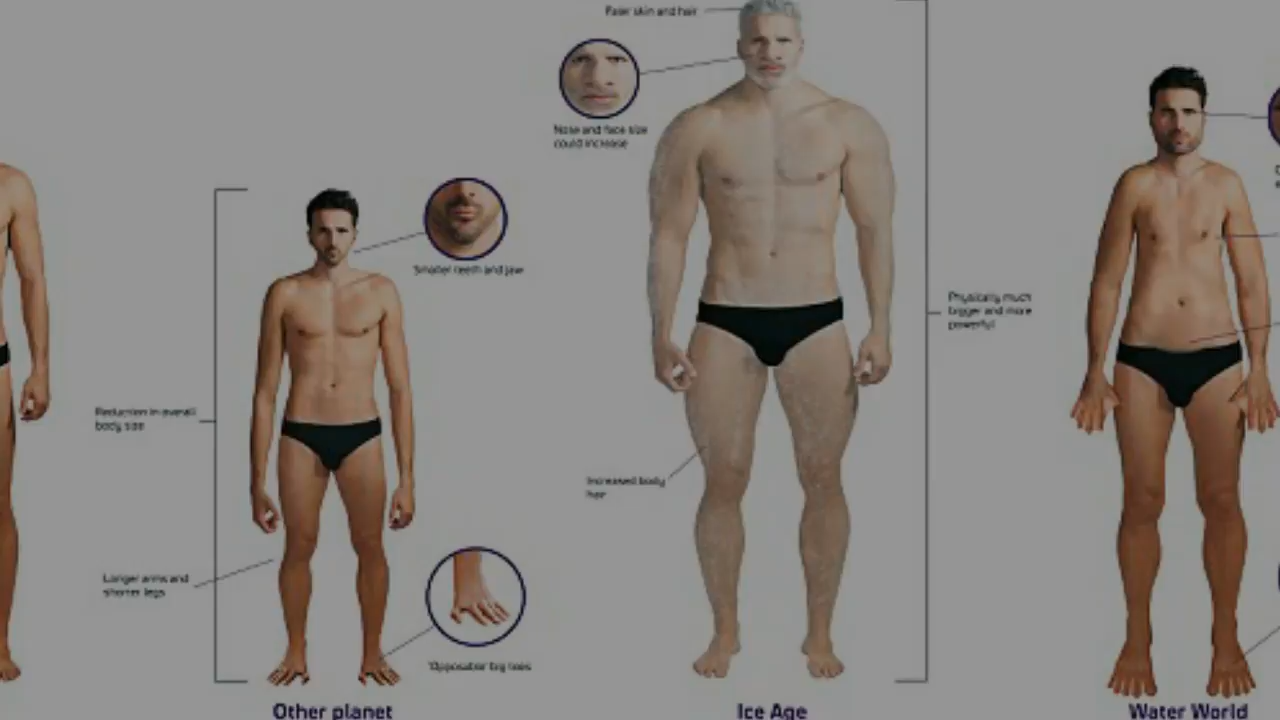 Fairer skin and hair
Nose and face size
could increase
Smaller teeth and jaw
Physically much
bigger and more
powerful
Reduction in overall
body size
Increased body
hair
Longer arms and
shorter legs
'Opposable' big toes
Other planet
Ice Age
Water World